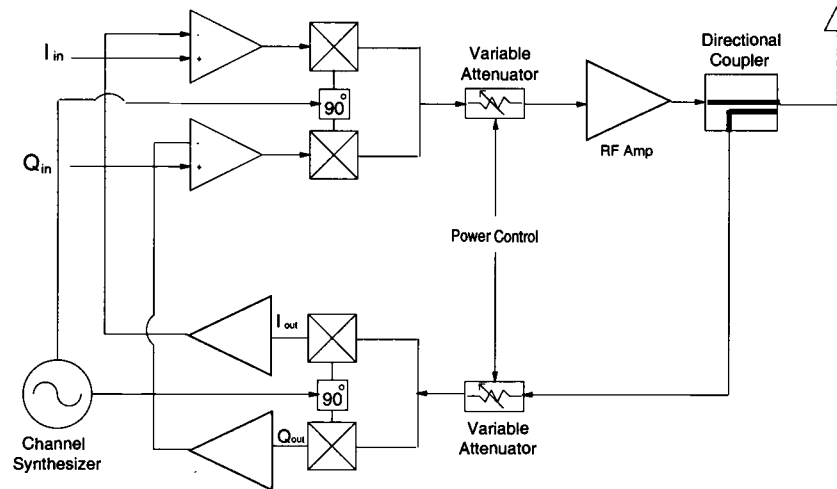 I in
-
+
90°
Q in
-
+
Variable
Attenuator
RF Amp
Directional
Coupler
Power Control
I out
90°
Q out
Channel
Synthesizer
Variable
Attenuator